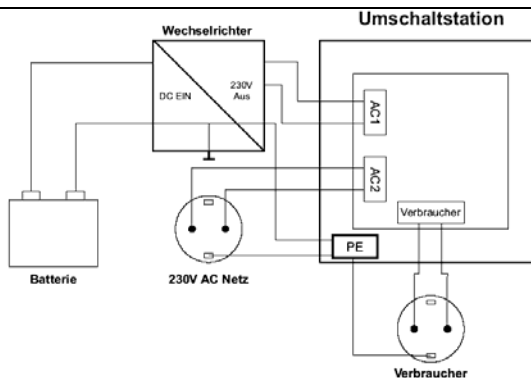 Umschaltstation
Wechselrichter
DC EIN
230V
Aus
AC1
AC2
Verbraucher
PE
Batterie
230V AC Netz
Verbraucher